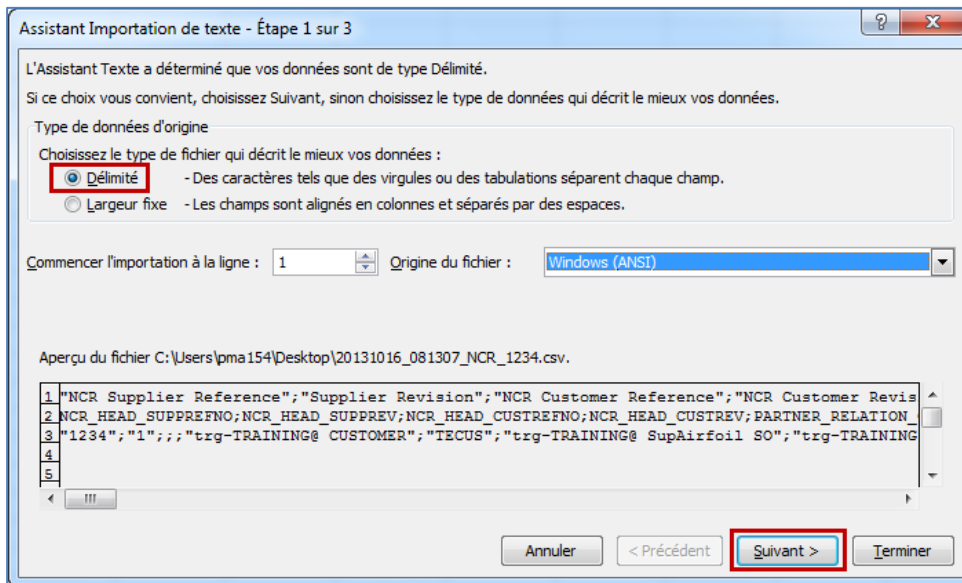 Assistant Importation de texte - Étape 1 sur 3
L'Assistant Texte a déterminé que vos données sont de type Délimité.
Si ce choix vous convient, choisissez Suivant, sinon choisissez le type de données qui décrit le mieux vos données.
Type de données d'origine
Choisissez le type de fichier qui décrit le mieux vos données :
Délimité - Des caractères tels que des virgules ou des tabulations séparent chaque champ.
Largeur fixe - Les champs sont alignés en colonnes et séparés par des espaces.
Commencer l'importation à la ligne : 1 Origine du fichier : Windows (ANSI)
Aperçu du fichier C:\Users\pma154\Desktop\20131016_081307_NCR_1234.csv.
1 "NCR Supplier Reference";"Supplier Revision";"NCR Customer Reference";"NCR Customer Revis
2 NCR_HEAD_SUPPREFNO;NCR_HEAD_SUPPREV;NCR_HEAD_CUSTREFNO;NCR_HEAD_CUSTREV;PARTNER_RELATION_
3 "1234";"1";;;"trg-TRAINING@ CUSTOMER";"TECUS";"trg-TRAINING@ SupAirfoil SO";"trg-TRAINING
4
5
Annuler < Précédent Suivant > Terminer